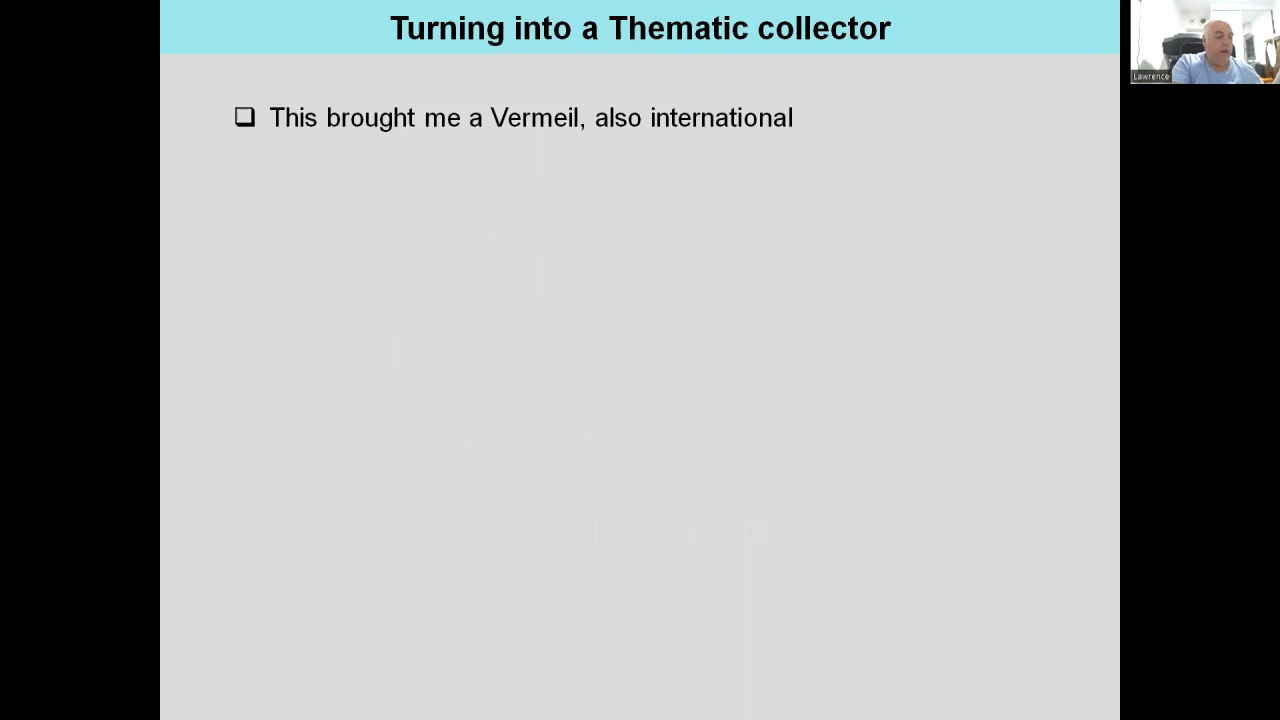 Turning into a Thematic collector
This brought me a Vermeil, also international
Lawrence